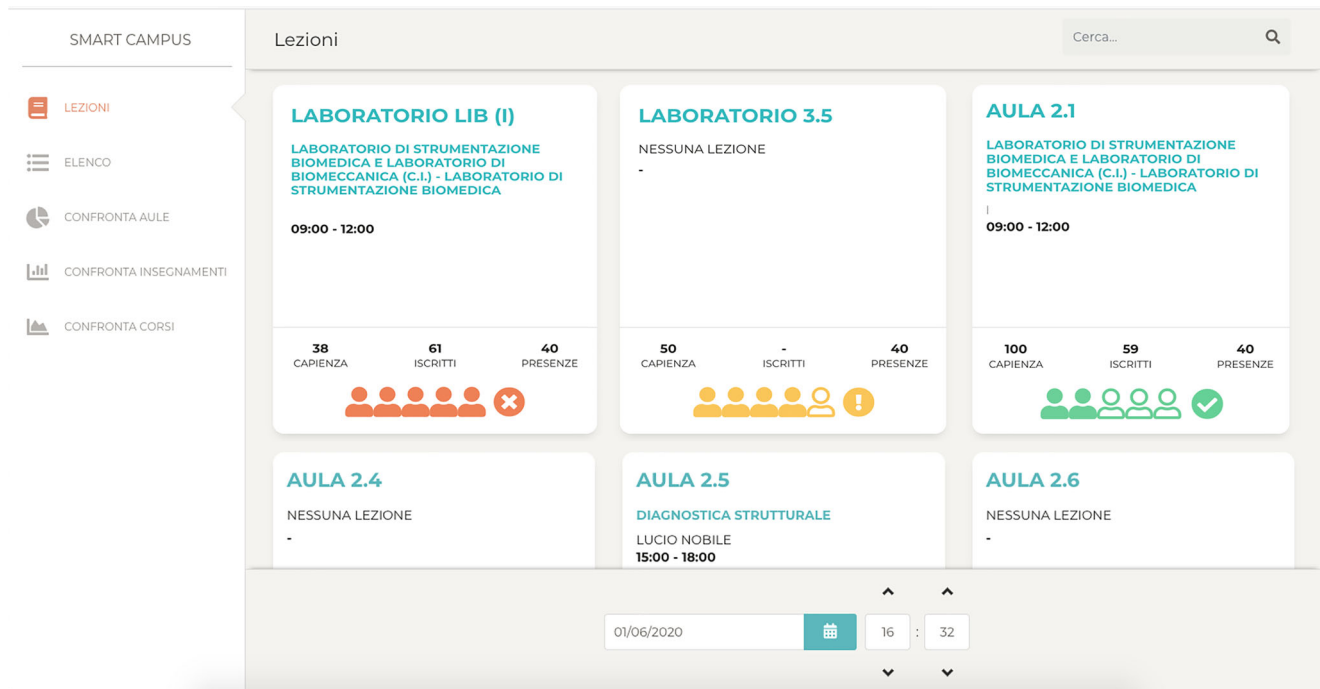 SMART CAMPUS
LEZIONI
ELENCO
CONFRONTA AULE
CONFRONTA INSEGNAMENTI
CONFRONTA CORSI
Lezioni
Cerca...
LABORATORIO LIB (I)
LABORATORIO DI STRUMENTAZIONE
BIOMEDICA E LABORATORIO DI
BIOMECCANICA (C.I.) - LABORATORIO DI
STRUMENTAZIONE BIOMEDICA
09:00 - 12:00
38 61 40
CAPIENZA ISCRITTI PRESENZE
LABORATORIO 3.5
NESSUNA LEZIONE
-
50 - 40
CAPIENZA ISCRITTI PRESENZE
AULA 2.1
LABORATORIO DI STRUMENTAZIONE
BIOMEDICA E LABORATORIO DI
BIOMECCANICA (C.I.) - LABORATORIO DI
STRUMENTAZIONE BIOMEDICA
|
09:00 - 12:00
100 59 40
CAPIENZA ISCRITTI PRESENZE
AULA 2.4
NESSUNA LEZIONE
-
AULA 2.5
DIAGNOSTICA STRUTTURALE
LUCIO NOBILE
15:00 - 18:00
AULA 2.6
NESSUNA LEZIONE
-
01/06/2020 16 : 32